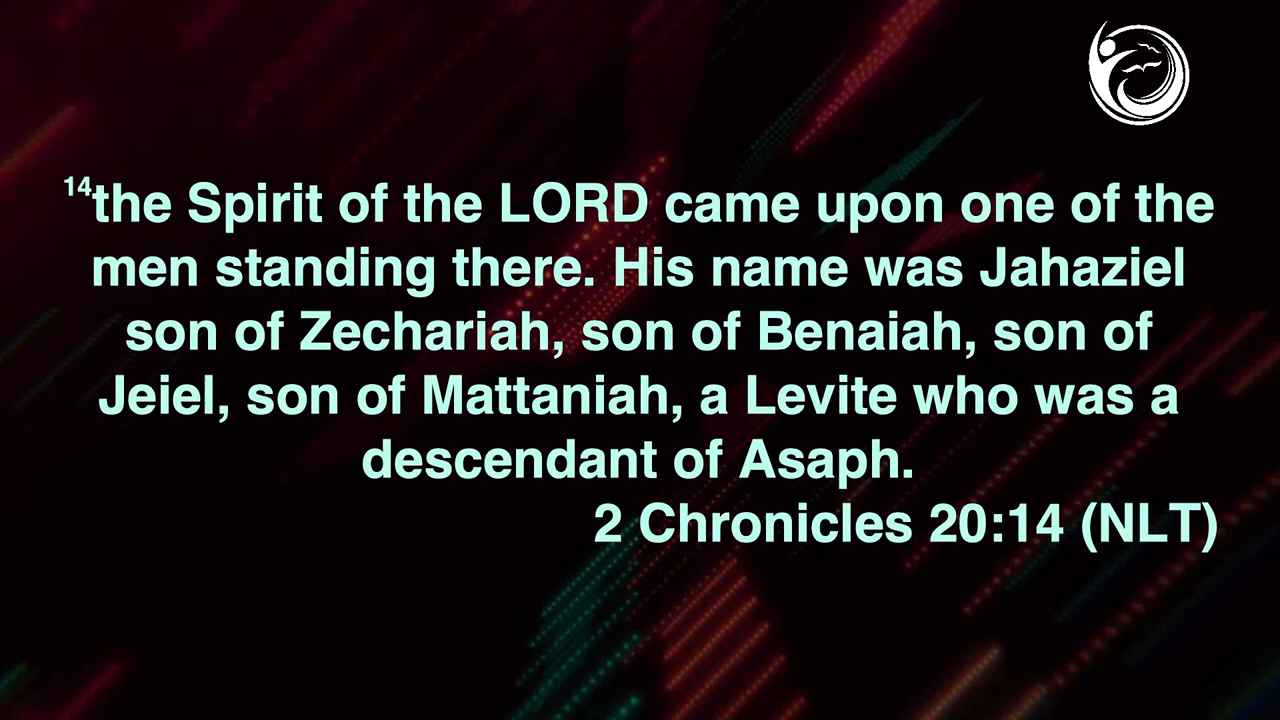 14the Spirit of the LORD came upon one of the
men standing there. His name was Jahaziel
son of Zechariah, son of Benaiah, son of
Jeiel, son of Mattaniah, a Levite who was a
descendant of Asaph.
2 Chronicles 20:14 (NLT)